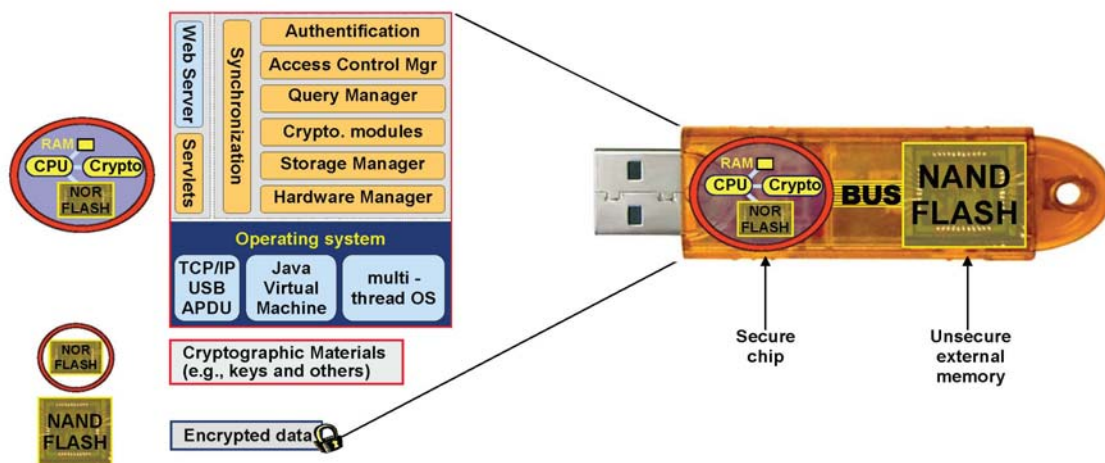 Web Server
Servlets
Synchronization
Authentification
Access Control Mgr
Query Manager
Crypto. modules
Storage Manager
Hardware Manager
Operating system
TCP/IP
USB
APDU
Java
Virtual
Machine
multi -
thread OS
RAM
CPU
Crypto
NOR
FLASH
NOR
FLASH
Cryptographic Materials
(e.g., keys and others)
NAND
FLASH
Encrypted data
RAM
CPU
Crypto
NOR
FLASH
BUS
NAND
FLASH
Secure
chip
Unsecure
external
memory